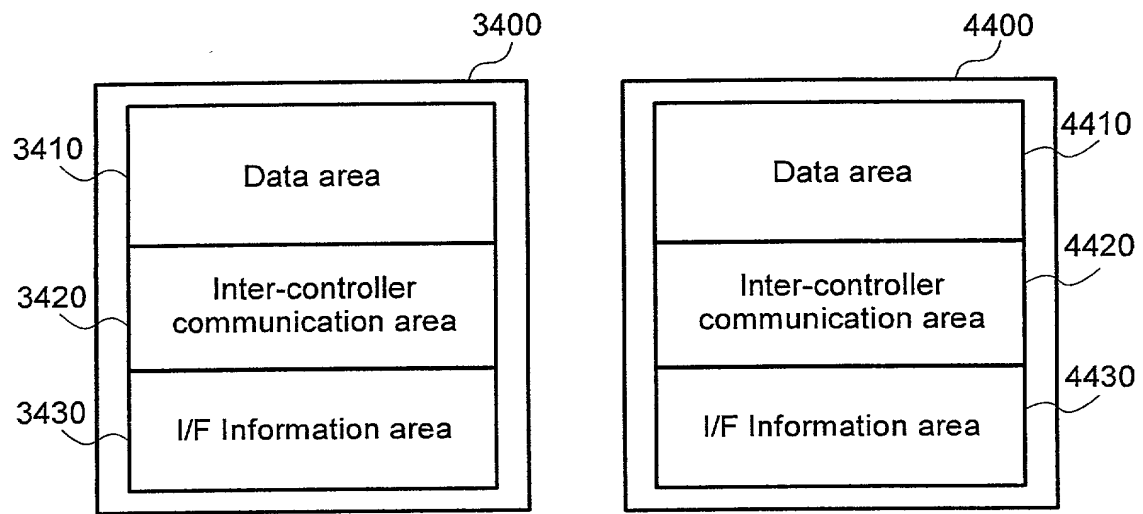 3400
3410
Data area
3420
Inter-controller
communication area
3430
I/F Information area
4400
4410
Data area
4420
Inter-controller
communication area
4430
I/F Information area